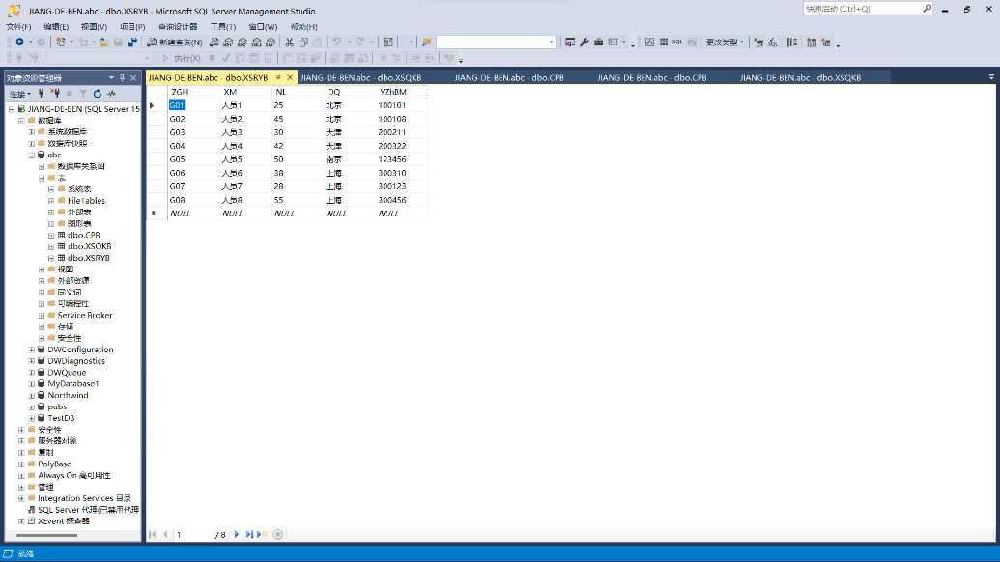 JIANG-DE-BEN.abc - dbo.XSRYB - Microsoft SQL Server Management Studio
快速启动 (Ctrl+Q)
文件(F) 编辑(E) 视图(V) 项目(P) 查询设计器 工具(T) 窗口(W) 帮助(H)
新建查询(N) MDX DMX XMLA DAX SQL 更改类型
执行(X)
对象资源管理器
JIANG-DE-BEN.abc - dbo.XSRYB JIANG-DE-BEN.abc - dbo.XSQKB JIANG-DE-BEN.abc - dbo.CPB JIANG-DE-BEN.abc - dbo.CPB JIANG-DE-BEN.abc - dbo.XSQKB
连接
JIANG-DE-BEN (SQL Server 15
数据库
系统数据库
数据库快照
abc
数据库关系图
表
系统表
FileTables
外部表
图形表
dbo.CPB
dbo.XSQKB
dbo.XSRYB
视图
外部资源
同义词
可编程性
Service Broker
存储
安全性
DWConfiguration
DWDiagnostics
DWQueue
MyDatabase1
Northwind
pubs
TestDB
安全性
服务器对象
复制
PolyBase
Always On 高可用性
管理
Integration Services 目录
SQL Server 代理(已禁用代理
XEvent 探查器
ZGH XM NL DQ YZhBM
G01 人员1 25 北京 100101
G02 人员2 45 北京 100108
G03 人员3 30 天津 200211
G04 人员4 42 天津 200322
G05 人员5 50 南京 123456
G06 人员6 38 上海 300310
G07 人员7 28 上海 300123
G08 人员8 55 上海 300456
NULL NULL NULL NULL NULL
1 / 8
就绪